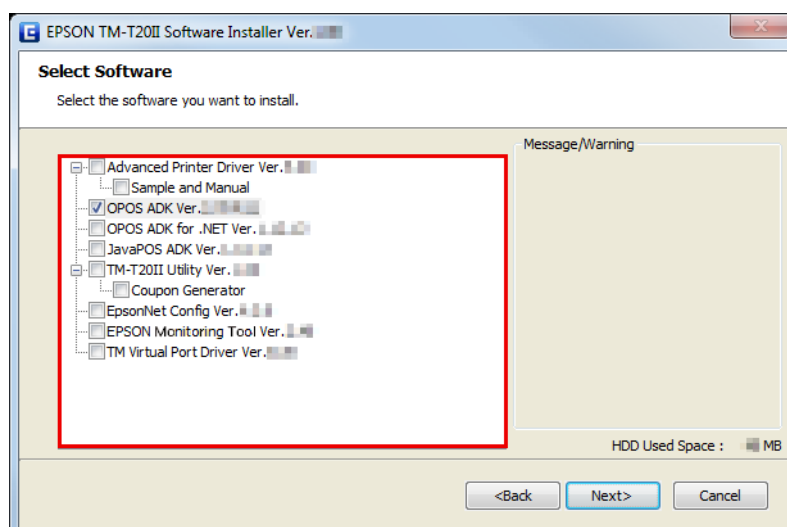 EPSON TM-T20II Software Installer Ver.
Select Software
Select the software you want to install.
Advanced Printer Driver Ver.
Sample and Manual
OPOS ADK Ver.
OPOS ADK for .NET Ver.
JavaPOS ADK Ver.
TM-T20II Utility Ver.
Coupon Generator
EpsonNet Config Ver.
EPSON Monitoring Tool Ver.
TM Virtual Port Driver Ver.
Message/Warning
HDD Used Space : MB
<Back Next> Cancel